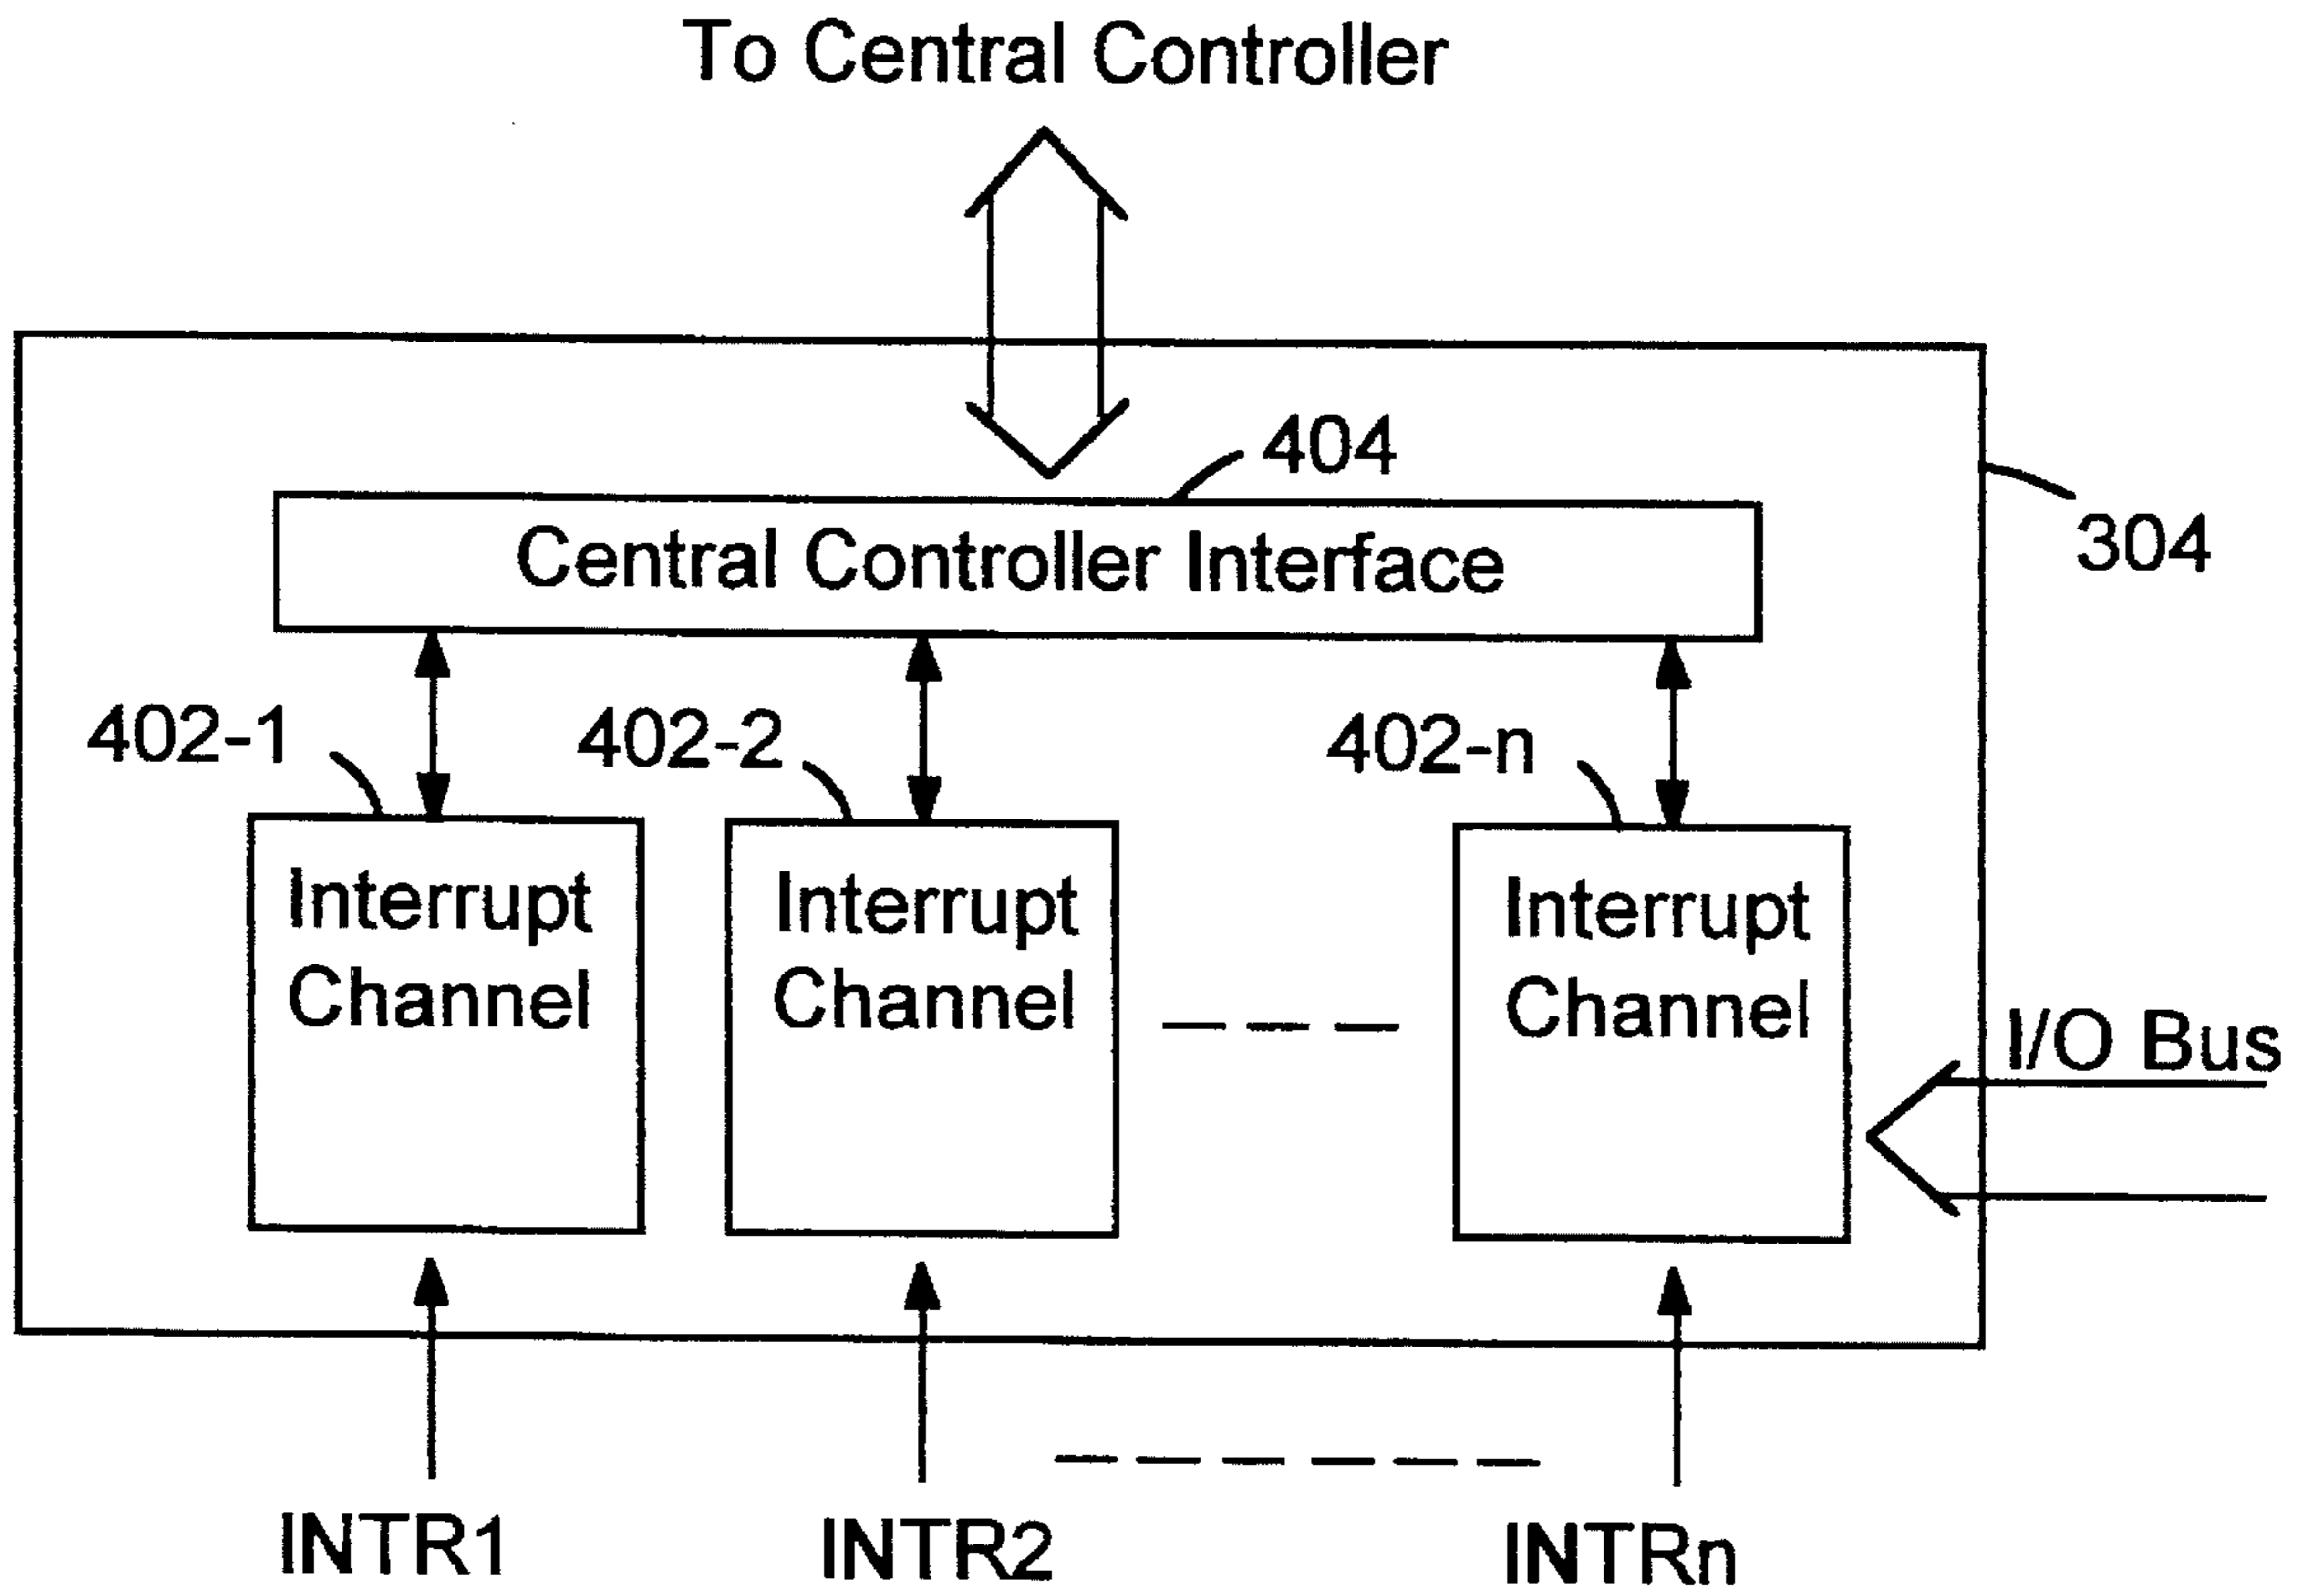 To Central Controller
404
304
Central Controller Interface
402-1
402-2
402-n
Interrupt
Channel
Interrupt
Channel
Interrupt
Channel
I/O Bus
INTR1
INTR2
INTRn